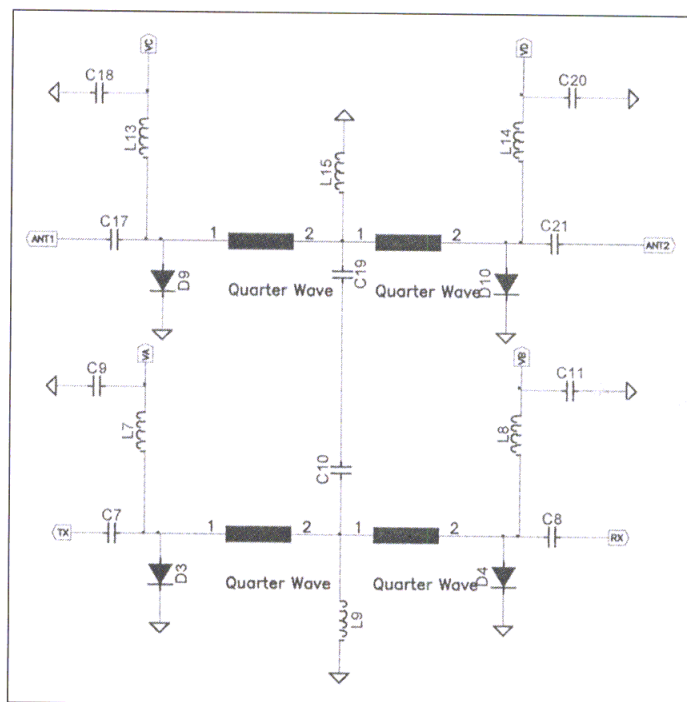 VC
VD
C18
C20
L13
L15
L14
C17
C21
ANT1
1
2
1
2
ANT2
C19
D9
Quarter Wave
Quarter Wave
D10
VA
VB
C9
C11
L7
L8
C10
C7
C8
TX
1
2
1
2
RX
D3
Quarter Wave
Quarter Wave
D4
L9